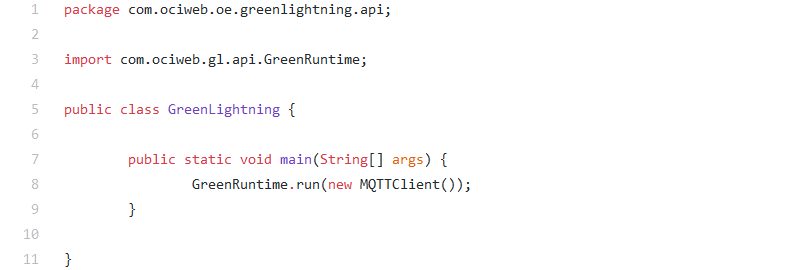 1 package com.ociweb.oe.greenlightning.api;
2
3 import com.ociweb.gl.api.GreenRuntime;
4
5 public class GreenLightning {
6
7 public static void main(String[] args) {
8 GreenRuntime.run(new MQTTClient());
9 }
10
11 }